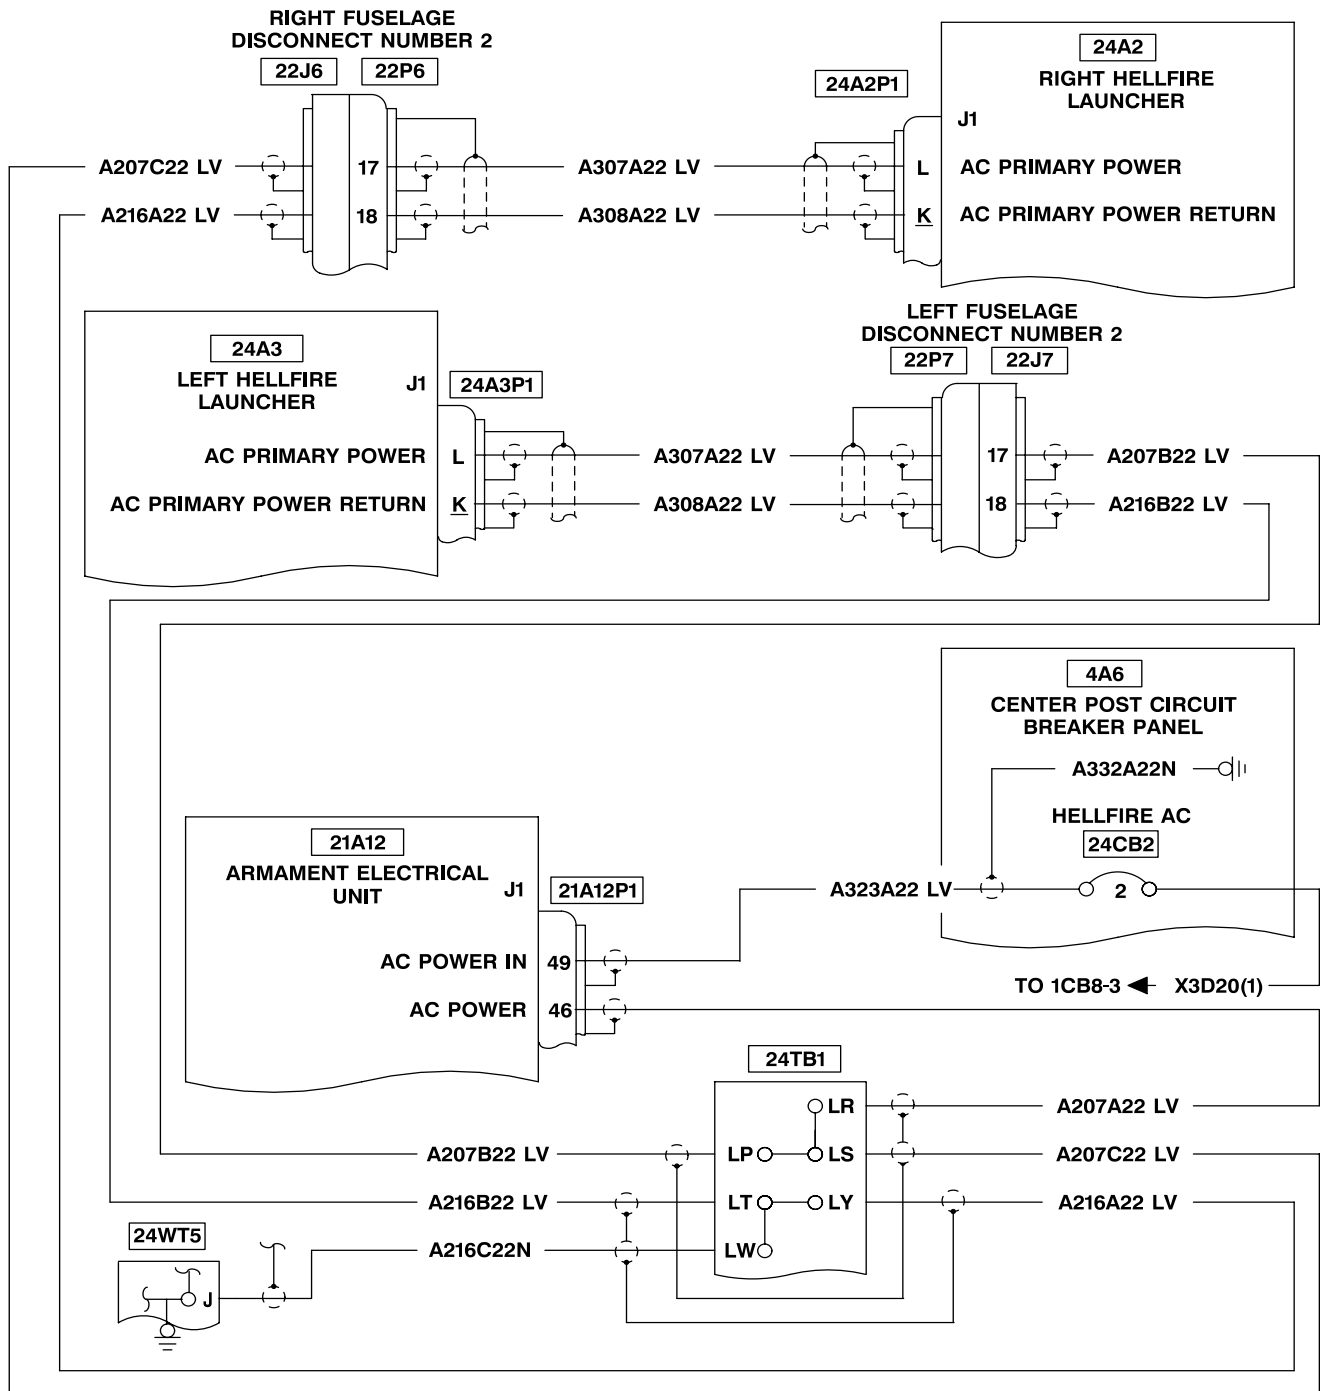 RIGHT FUSELAGE
DISCONNECT NUMBER 2
22J6 22P6
24A2P1
24A2
RIGHT HELLFIRE
LAUNCHER
J1
A207C22 LV 17 A307A22 LV L AC PRIMARY POWER
A216A22 LV 18 A308A22 LV K AC PRIMARY POWER RETURN
LEFT FUSELAGE
DISCONNECT NUMBER 2
22P7 22J7
24A3
LEFT HELLFIRE
LAUNCHER
J1
24A3P1
AC PRIMARY POWER L A307A22 LV 17 A207B22 LV
AC PRIMARY POWER RETURN K A308A22 LV 18 A216B22 LV
4A6
CENTER POST CIRCUIT
BREAKER PANEL
A332A22N
HELLFIRE AC
24CB2
A323A22 LV 2
21A12
ARMAMENT ELECTRICAL
UNIT
J1
21A12P1
AC POWER IN 49
AC POWER 46
TO 1CB8-3 X3D20(1)
24TB1
LR A207A22 LV
A207B22 LV LP LS A207C22 LV
A216B22 LV LT LY A216A22 LV
24WT5
A216C22N LW
J